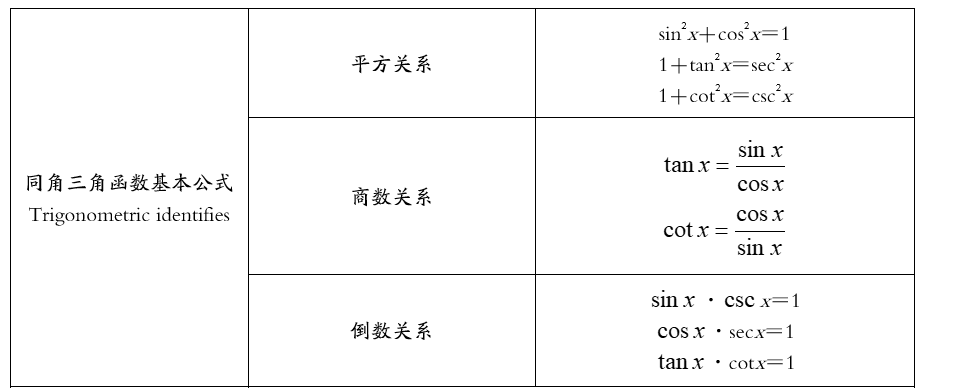 同角三角函数基本公式
Trigonometric identifies
平方关系
sin²x+cos²x=1
1+tan²x=sec²x
1+cot²x=csc²x
商数关系
tan x = sin x / cos x
cot x = cos x / sin x
倒数关系
sin x · csc x=1
cos x · secx=1
tan x · cotx=1